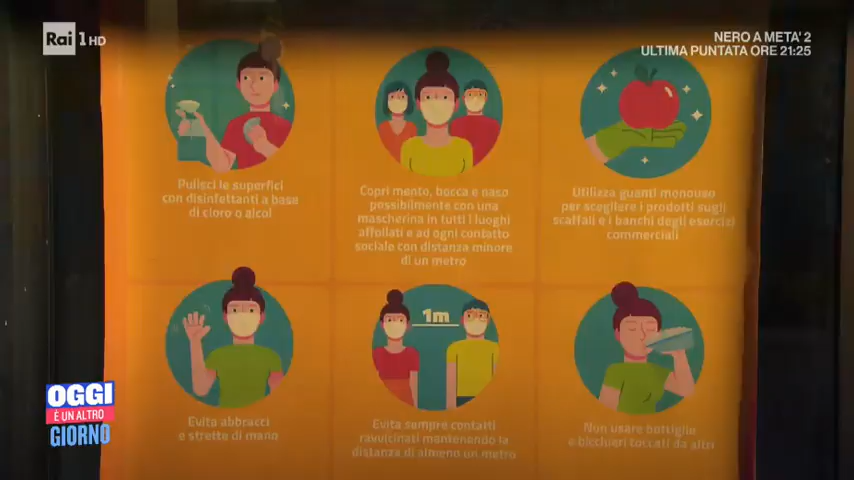 Rai 1 HD
NERO A META' 2
ULTIMA PUNTATA ORE 21:25
Pulisci le superfici
con disinfettanti a base
di cloro o alcol
Copri mento, bocca e naso
possibilmente con una
mascherina in tutti i luoghi
affollati e ad ogni contatto
sociale con distanza minore
di un metro
Utilizza guanti monouso
per scegliere i prodotti sugli
scaffali e i banchi degli esercizi
commerciali
1m
Evita abbracci
e strette di mano
Evita sempre contatti
ravvicinati mantenendo la
distanza di almeno un metro
Non usare bottiglie
e bicchieri toccati da altri
OGGI
È UN ALTRO
GIORNO